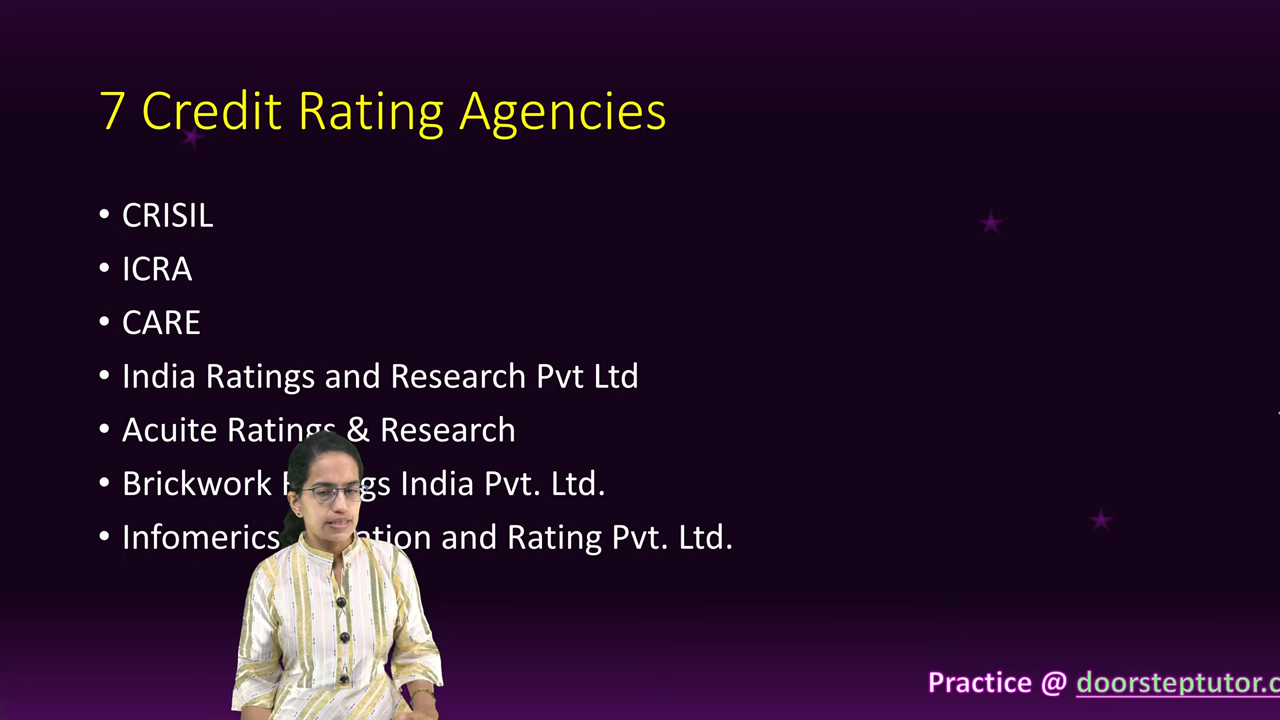 7 Credit Rating Agencies
• CRISIL
• ICRA
• CARE
• India Ratings and Research Pvt Ltd
• Acuite Ratings & Research
• Brickwork India Pvt. Ltd.
• Infomerics and Rating Pvt. Ltd.
Practice @ doorsteptutor.c